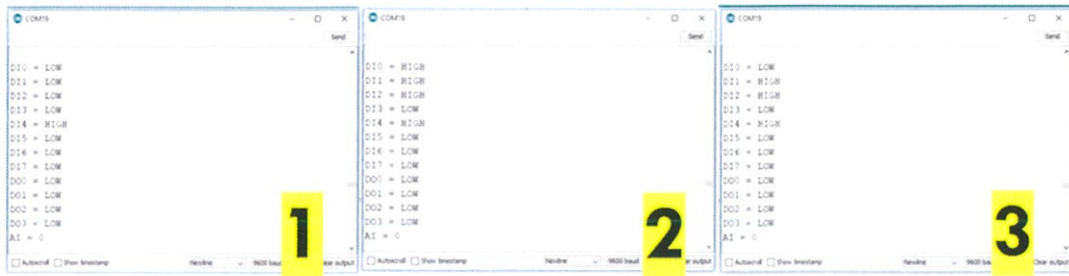 COM19
Send
DI0 = LOW
DI1 = LOW
DI2 = LOW
DI3 = LOW
DI4 = HIGH
DI5 = LOW
DI6 = LOW
DI7 = LOW
DO0 = LOW
DO1 = LOW
DO2 = LOW
DO3 = LOW
AI = 0
Autoscroll Show timestamp Newline 9600 baud Clear output
1
COM19
Send
DI0 = HIGH
DI1 = HIGH
DI2 = HIGH
DI3 = LOW
DI4 = HIGH
DI5 = LOW
DI6 = LOW
DI7 = LOW
DO0 = LOW
DO1 = LOW
DO2 = LOW
DO3 = LOW
AI = 0
Autoscroll Show timestamp Newline 9600 baud output
2
COM19
Send
DI0 = LOW
DI1 = HIGH
DI2 = HIGH
DI3 = LOW
DI4 = HIGH
DI5 = LOW
DI6 = LOW
DI7 = LOW
DO0 = LOW
DO1 = LOW
DO2 = LOW
DO3 = LOW
AI = 0
Autoscroll Show timestamp Newline 9600 output
3